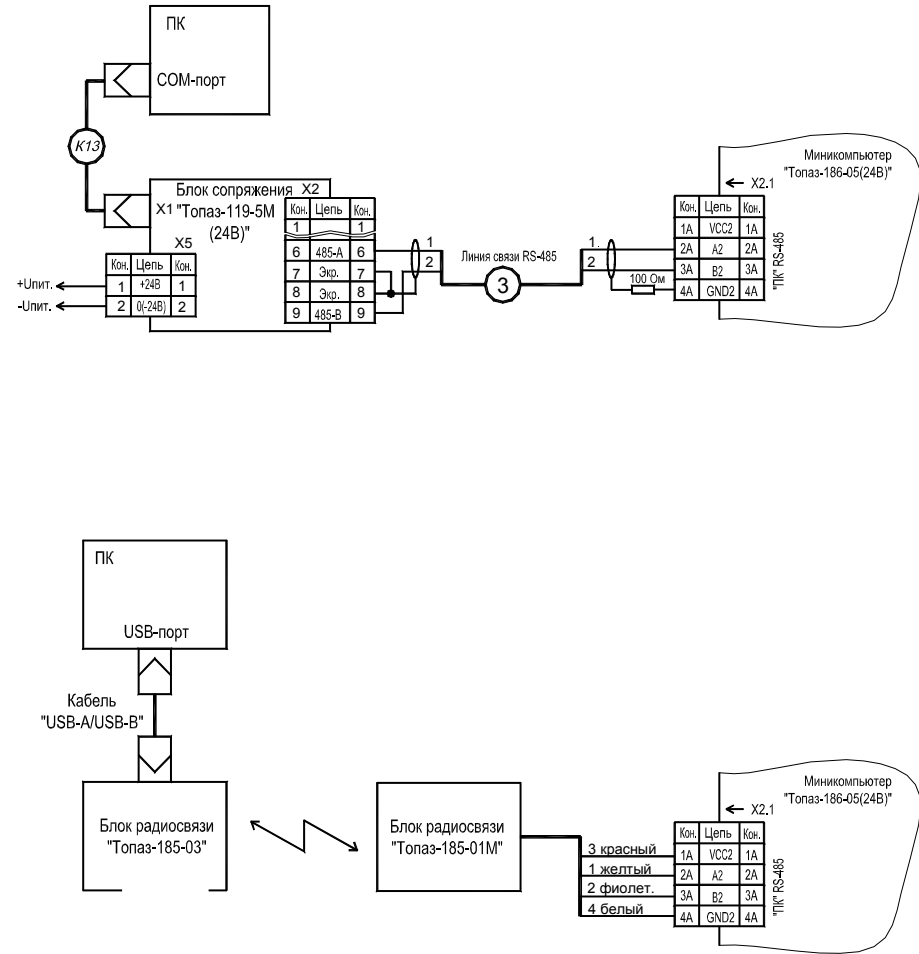 ПК
COM-порт
К13
Блок сопряжения X2
X1 "Топаз-119-5М
(24В)"
X5
Кон. Цепь Кон.
1 1
6 485-А 6
7 Экр. 7
8 Экр. 8
9 485-В 9
Кон. Цепь Кон.
1 +24В 1
2 0(-24В) 2
+Uпит.
-Uпит.
1
2
Линия связи RS-485
3
1.
2
100 Ом
Миникомпьютер
"Топаз-186-05(24В)"
X2.1
Кон. Цепь Кон.
1А VCC2 1А
2А A2 2А
3А B2 3А
4А GND2 4А
"ПК" RS-485
ПК
USB-порт
Кабель
"USB-A/USB-B"
Блок радиосвязи
"Топаз-185-03"
Блок радиосвязи
"Топаз-185-01М"
3 красный
1 желтый
2 фиолет.
4 белый
Миникомпьютер
"Топаз-186-05(24В)"
X2.1
Кон. Цепь Кон.
1А VCC2 1А
2А A2 2А
3А B2 3А
4А GND2 4А
"ПК" RS-485